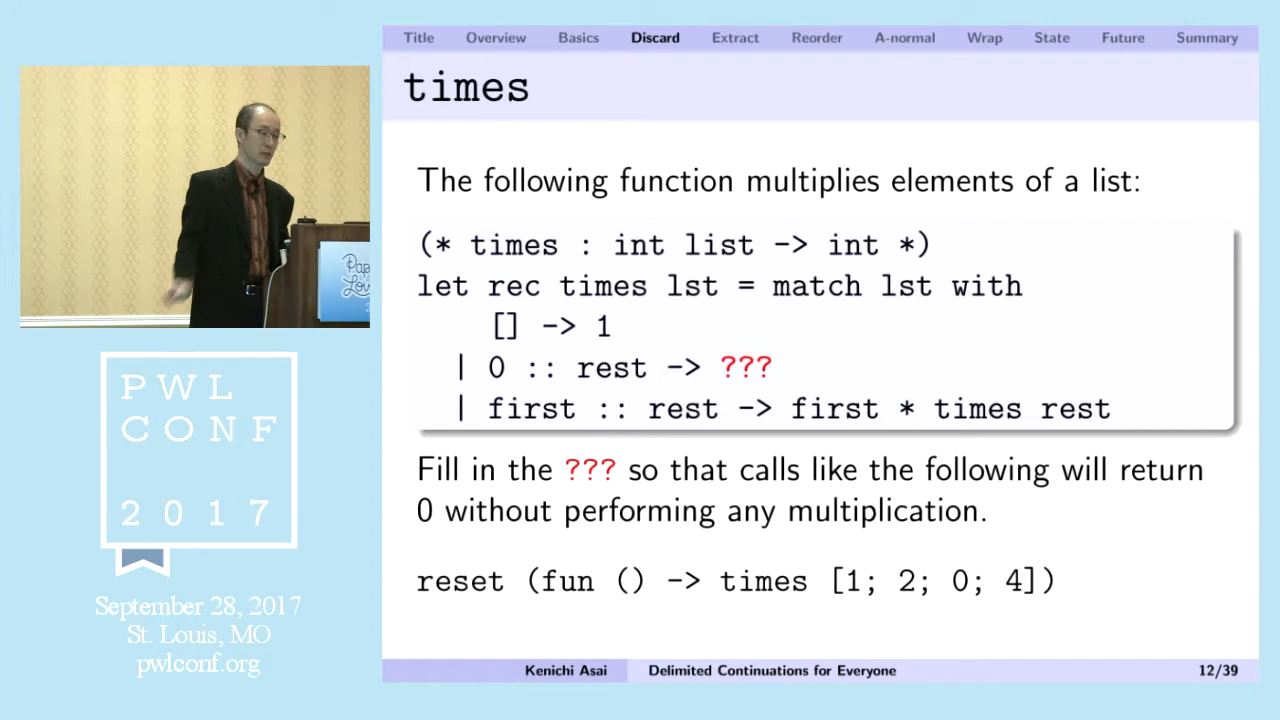 Title Overview Basics Discard Extract Reorder A-normal Wrap State Future Summary
times
The following function multiplies elements of a list:
(* times : int list -> int *)
let rec times lst = match lst with
[] -> 1
| 0 :: rest -> ???
| first :: rest -> first * times rest
Fill in the ??? so that calls like the following will return
0 without performing any multiplication.
reset (fun () -> times [1; 2; 0; 4])
Kenichi Asai Delimited Continuations for Everyone 12/39
PWL
CONF
2017
September 28, 2017
St. Louis, MO
pwlconf.org